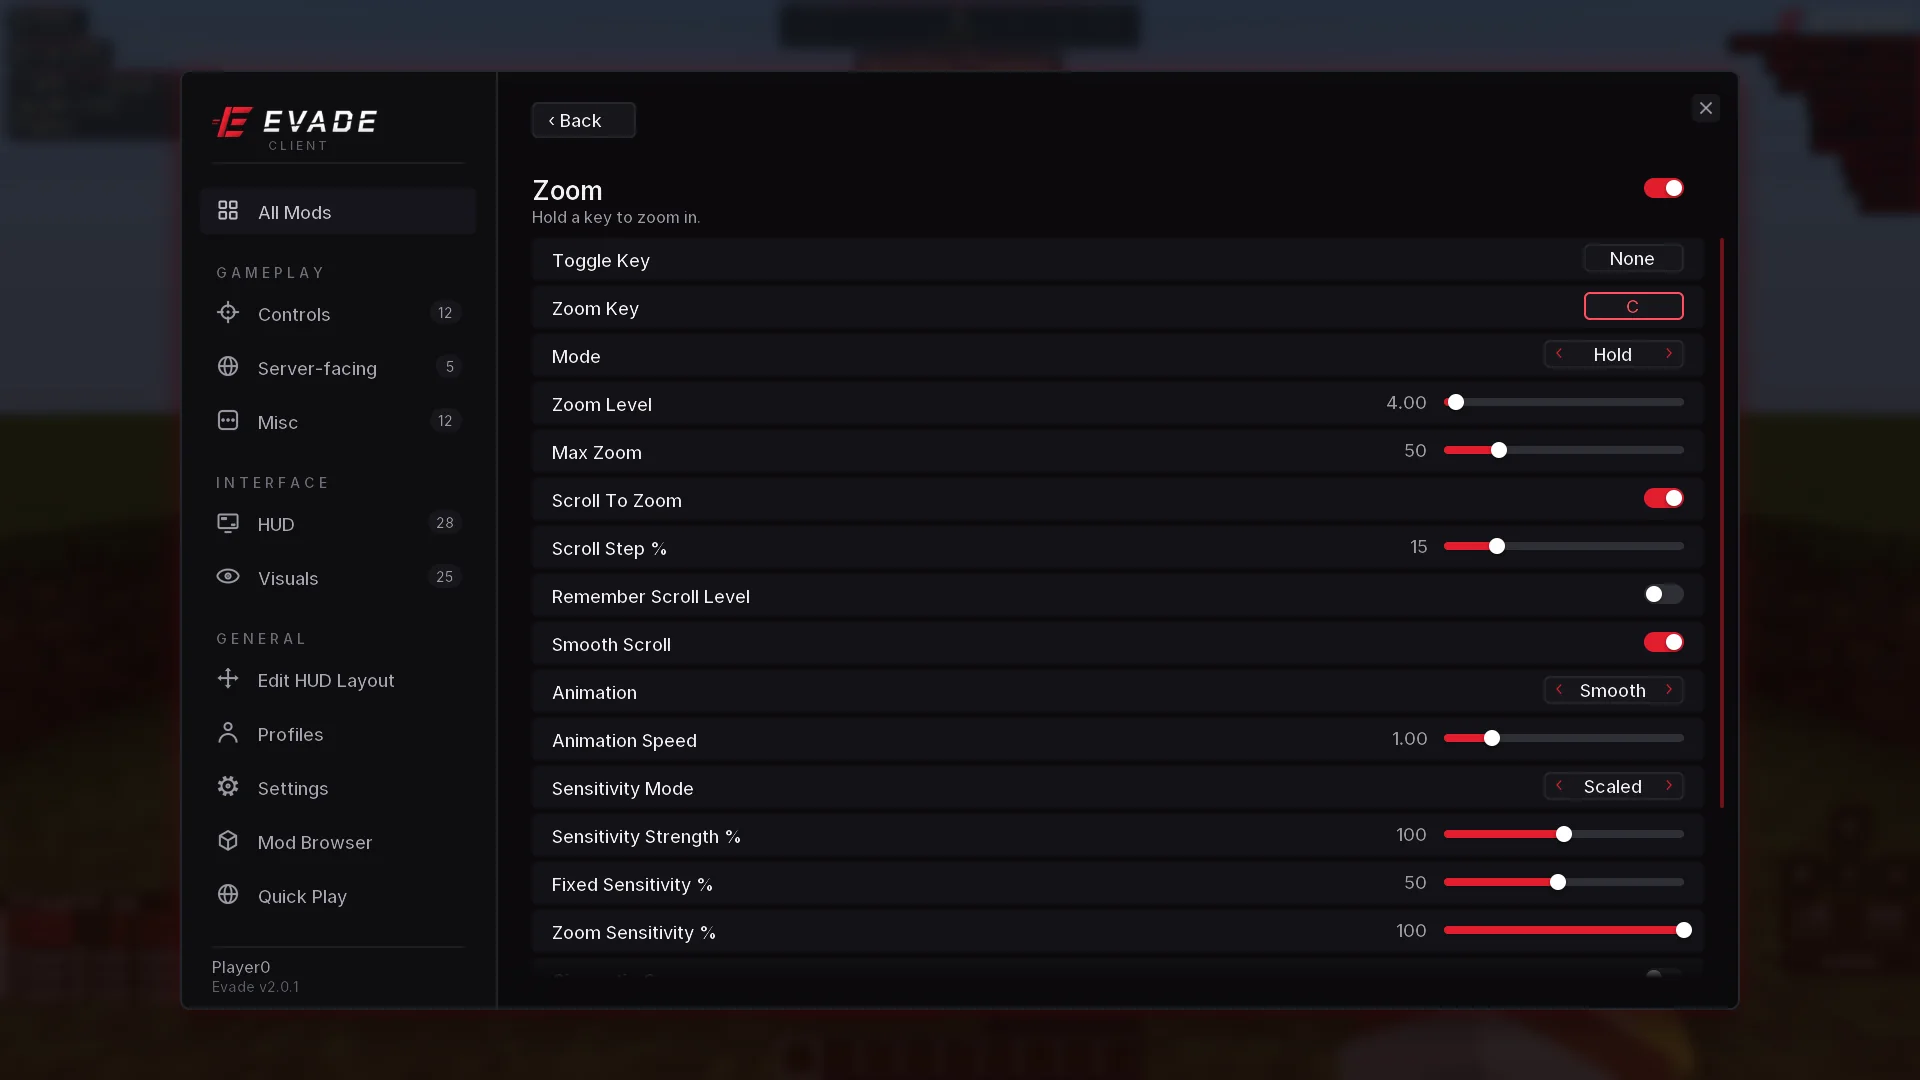 EVADE
CLIENT
All Mods
GAMEPLAY
Controls 12
Server-facing 5
Misc 12
INTERFACE
HUD 28
Visuals 25
GENERAL
Edit HUD Layout
Profiles
Settings
Mod Browser
Quick Play
Player0
Evade v2.0.1
‹ Back
Zoom
Hold a key to zoom in.
Toggle Key None
Zoom Key C
Mode Hold
Zoom Level 4.00
Max Zoom 50
Scroll To Zoom
Scroll Step % 15
Remember Scroll Level
Smooth Scroll
Animation Smooth
Animation Speed 1.00
Sensitivity Mode Scaled
Sensitivity Strength % 100
Fixed Sensitivity % 50
Zoom Sensitivity % 100